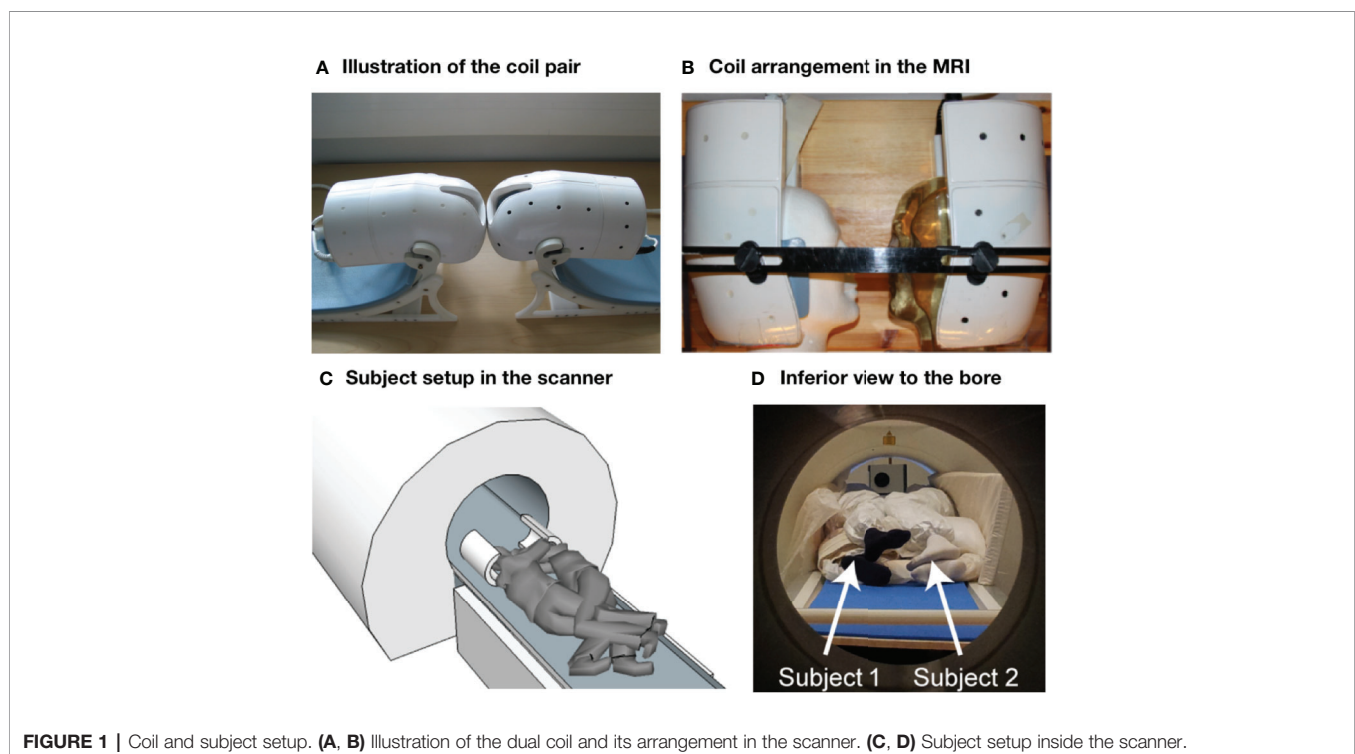 A Illustration of the coil pair
B Coil arrangement in the MRI
C Subject setup in the scanner
D Inferior view to the bore
Subject 1
Subject 2
FIGURE 1 | Coil and subject setup. (A, B) Illustration of the dual coil and its arrangement in the scanner. (C, D) Subject setup inside the scanner.